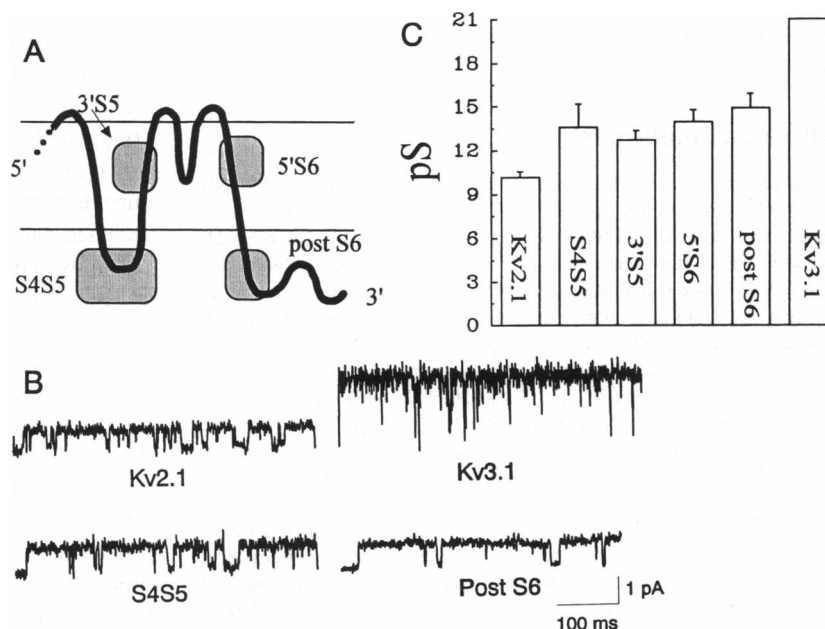 A
3'S5
5'
5'S6
post S6
S4S5
3'
C
21
18
15
12
9
6
3
0
pS
Kv2.1
S4S5
3'S5
5'S6
post S6
Kv3.1
B
Kv2.1
Kv3.1
S4S5
Post S6
1 pA
100 ms